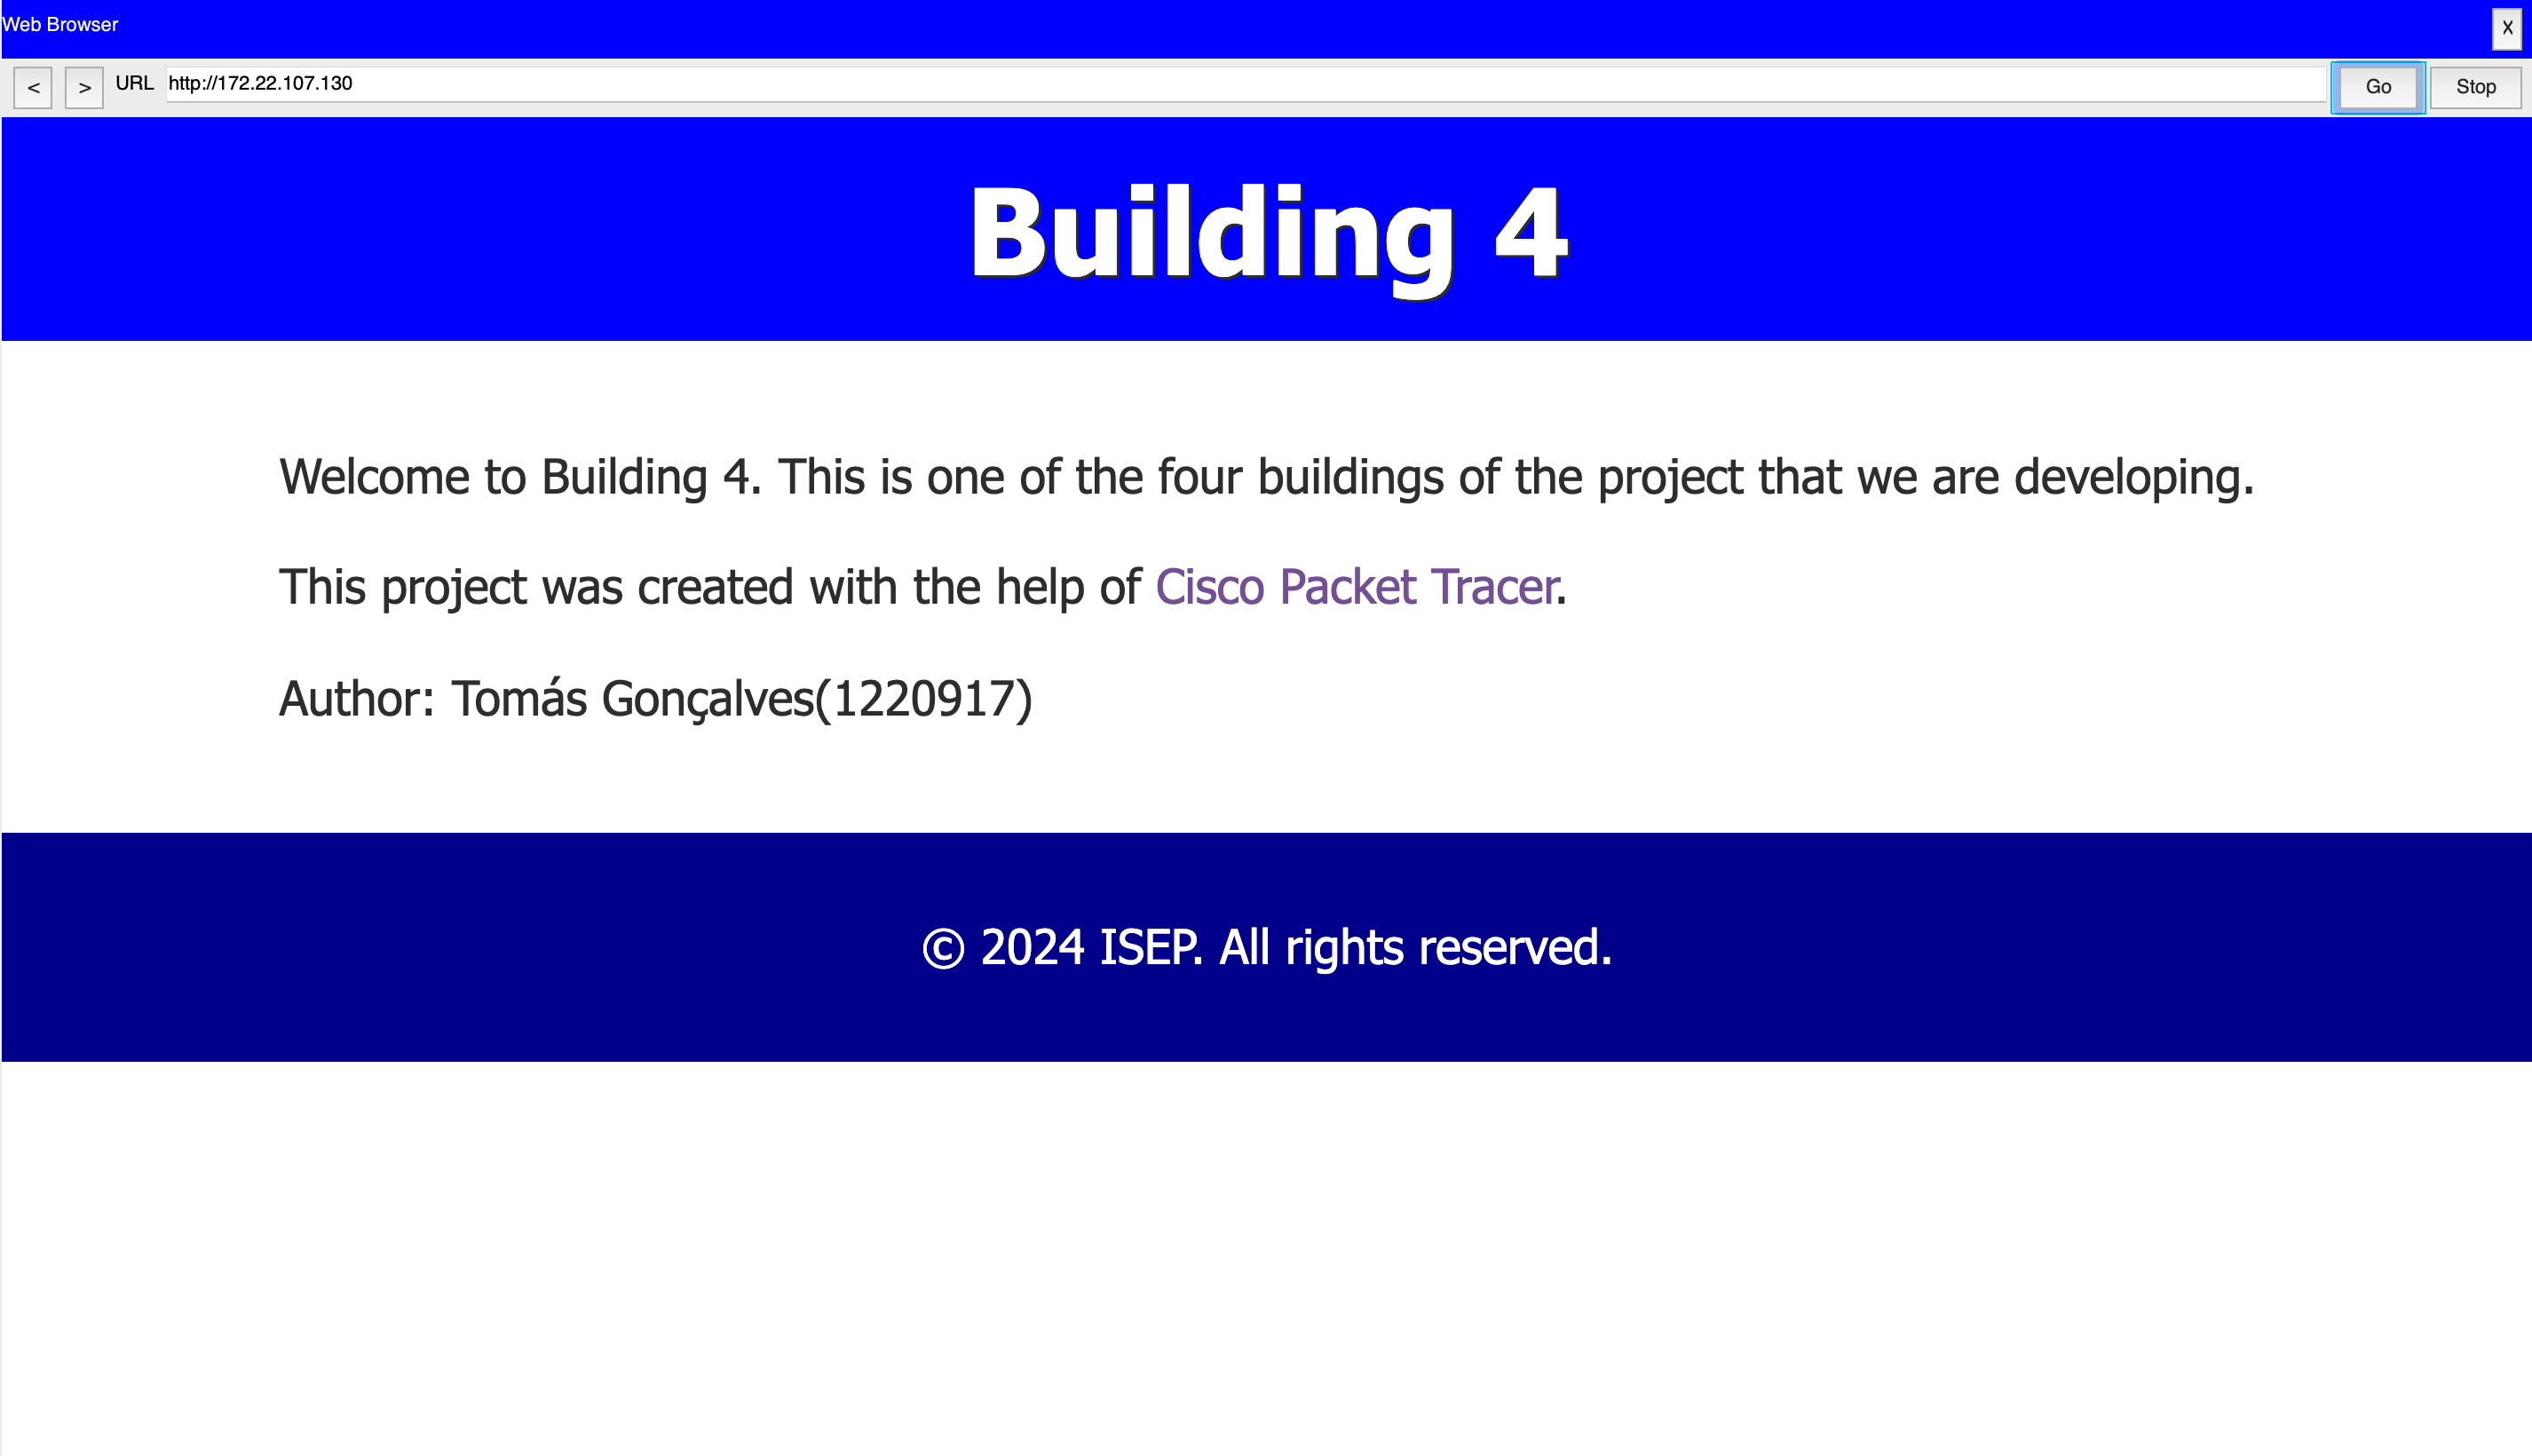 Web Browser
X
< > URL http://172.22.107.130 Go Stop
Building 4
Welcome to Building 4. This is one of the four buildings of the project that we are developing.
This project was created with the help of Cisco Packet Tracer.
Author: Tomás Gonçalves(1220917)
© 2024 ISEP. All rights reserved.